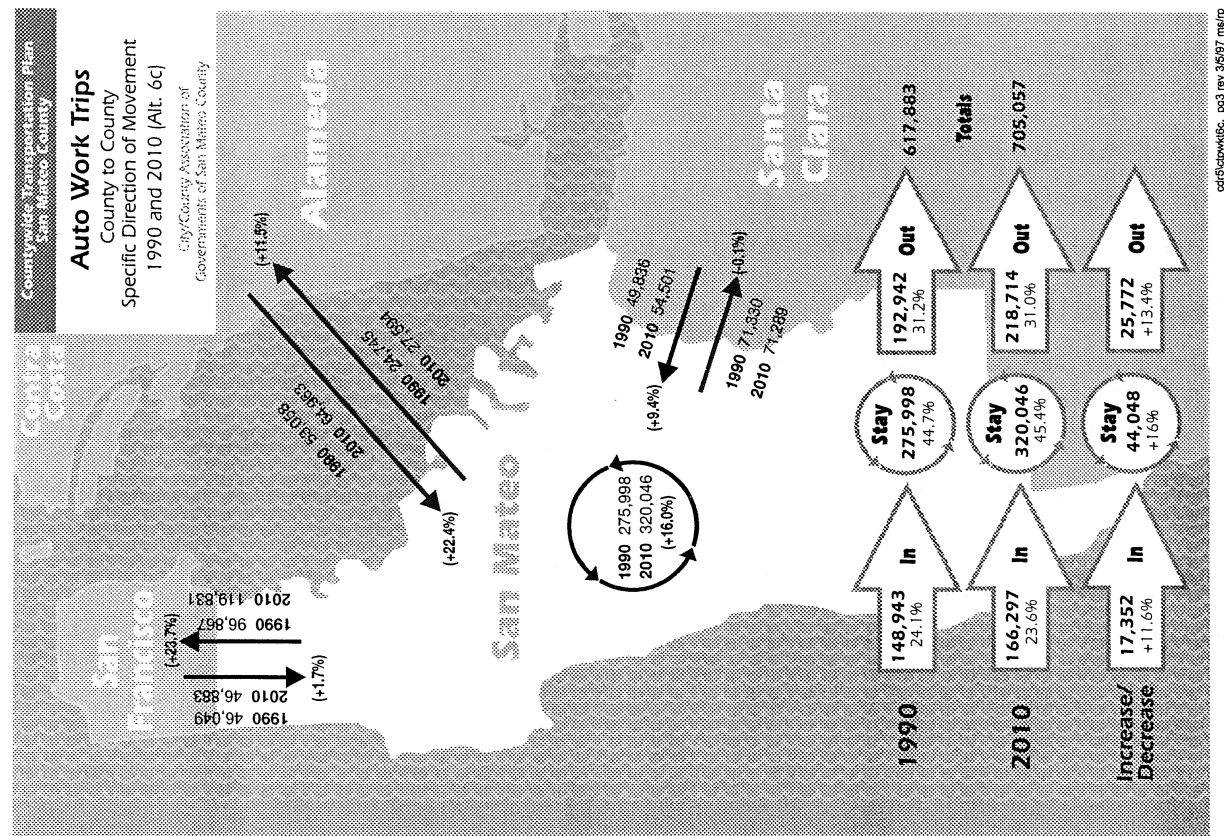 Countywide Transportation Plan
San Mateo County
Auto Work Trips
County to County
Specific Direction of Movement
1990 and 2010 (Alt. 6c)
City/County Association of
Governments of San Mateo County
Contra
Costa
San
Francisco
Alameda
San Mateo
Santa
Clara
1990 46,049
2010 46,883
(+1.7%)
(+23.7%)
1990 96,867
2010 119,831
1990 53,058
2010 64,963
(+22.4%)
(+11.5%)
1990 24,745
2010 27,594
1990 275,998
2010 320,046
(+16.0%)
1990 49,836
2010 54,501
(+9.4%)
(-0.1%)
1990 71,330
2010 71,289
1990
148,943
24.1%
In
Stay
275,998
44.7%
192,942
31.2%
Out
617,883
Totals
2010
166,297
23.6%
In
Stay
320,046
45.4%
218,714
31.0%
Out
705,057
Increase/
Decrease
17,352
+11.6%
In
Stay
44,048
+16%
25,772
+13.4%
Out